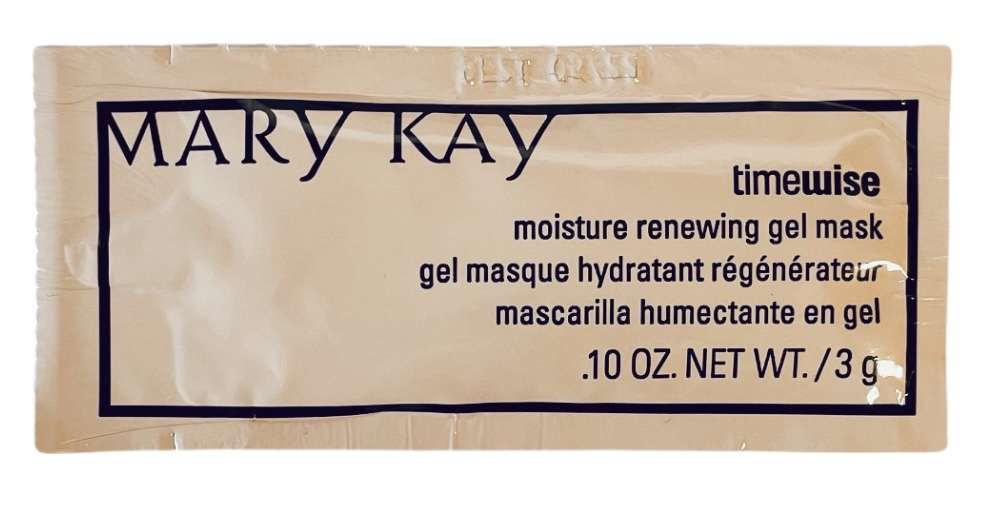 MARY KAY
timewise
moisture renewing gel mask
gel masque hydratant régénérateur
mascarilla humectante en gel
.10 OZ. NET WT. / 3 g